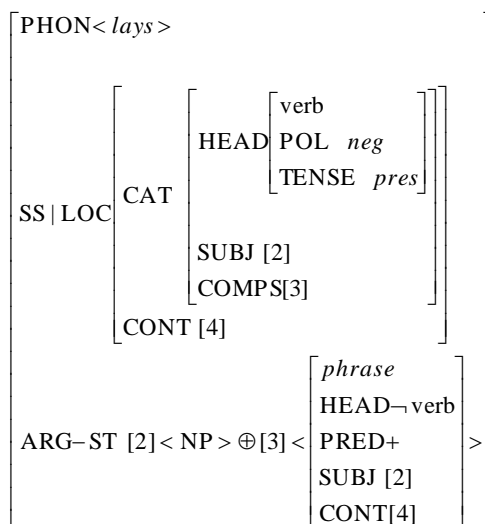 PHON< lays >
verb
HEAD POL neg
TENSE pres
CAT
SS | LOC
SUBJ [2]
COMPS[3]
CONT [4]
phrase
HEAD¬ verb
ARG–ST [2] < NP > ⊕ [3] < PRED+ >
SUBJ [2]
CONT[4]